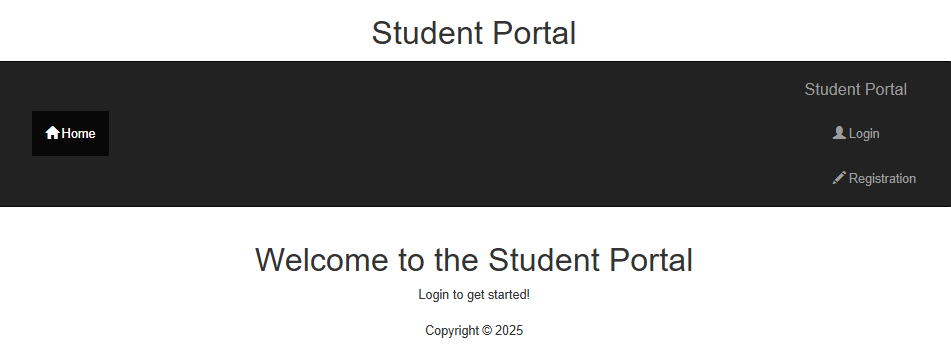 Student Portal
Student Portal
Home
Login
Registration
Welcome to the Student Portal
Login to get started!
Copyright © 2025